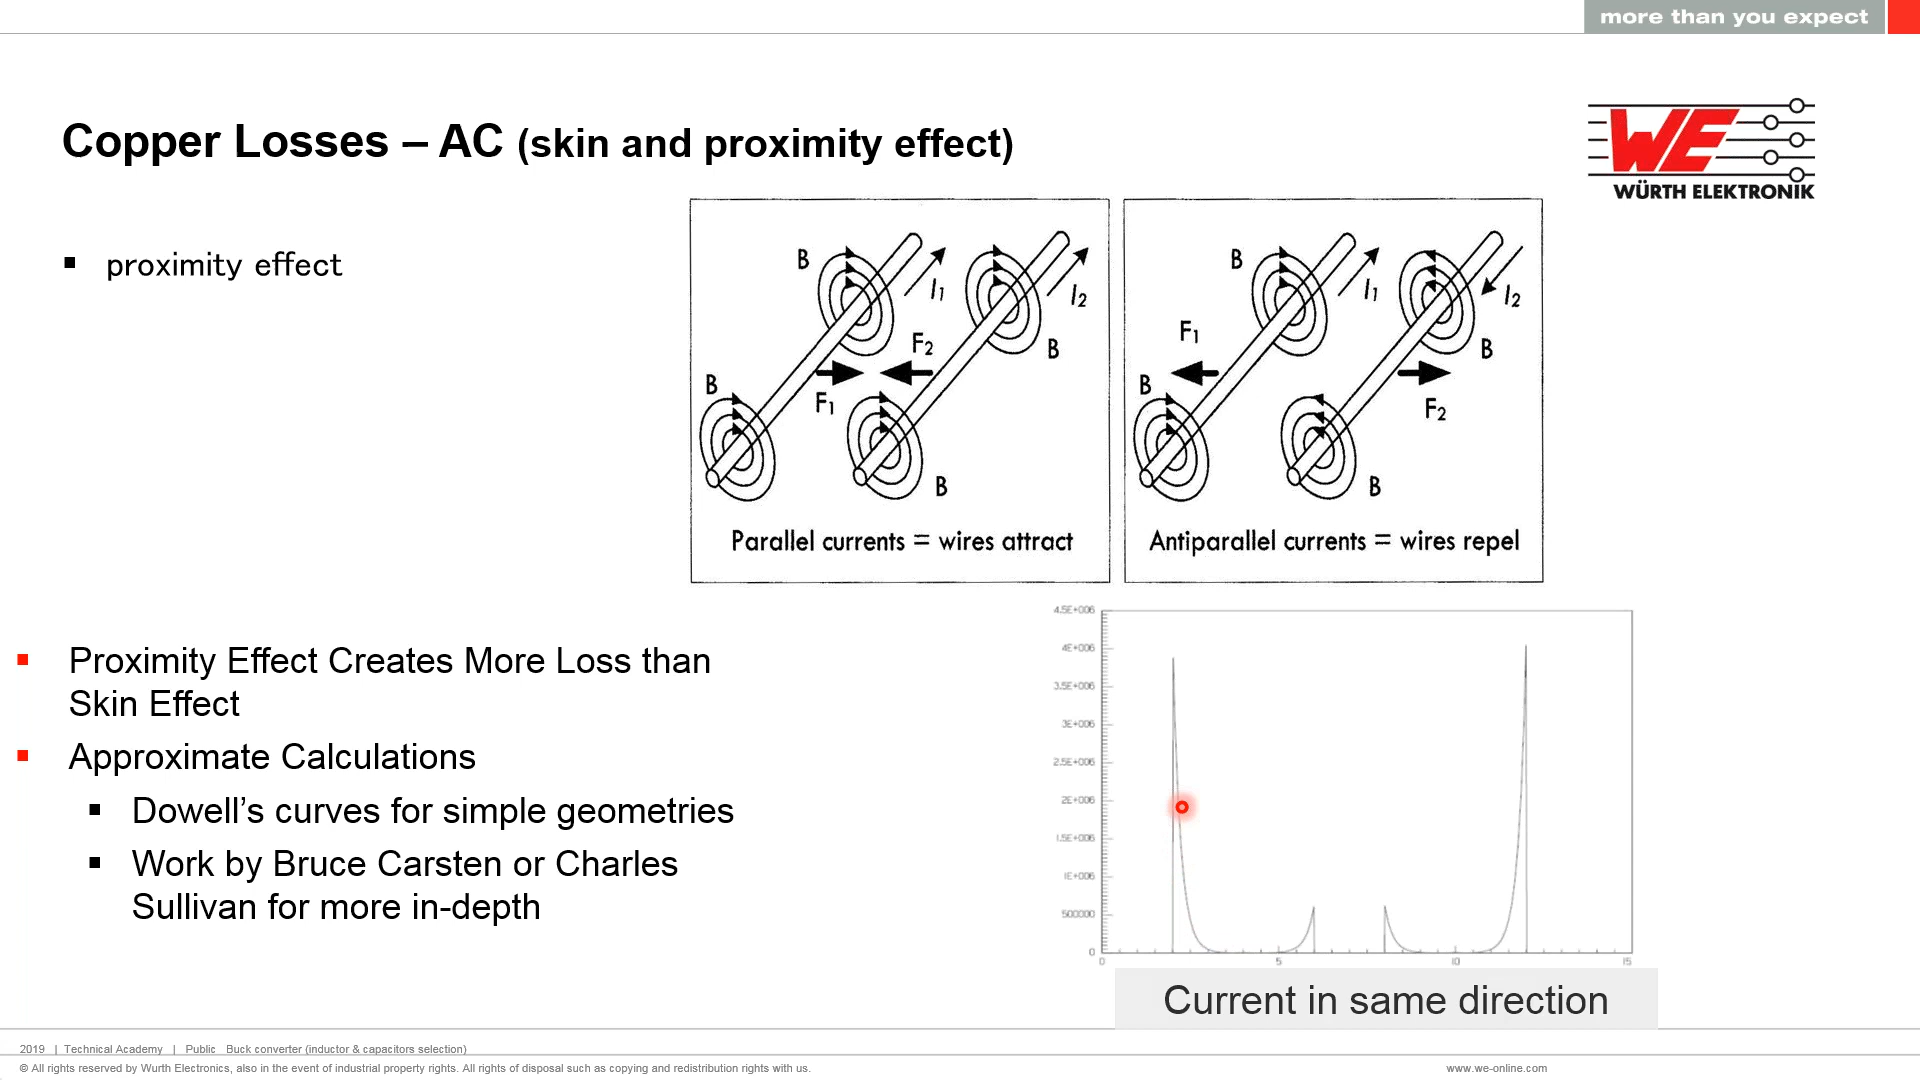 more than you expect
Copper Losses – AC (skin and proximity effect)
WE
WÜRTH ELEKTRONIK
▪ proximity effect
B I1 I2 B F2 F1 B B
Parallel currents = wires attract
B I1 I2 B F1 B F2 B
Antiparallel currents = wires repel
▪ Proximity Effect Creates More Loss than
Skin Effect
▪ Approximate Calculations
▪ Dowell’s curves for simple geometries
▪ Work by Bruce Carsten or Charles
Sullivan for more in-depth
4.5E+006
4E+006
3.5E+006
3E+006
2.5E+006
2E+006
1.5E+006
1E+006
500000
0
0 5 10 15
Current in same direction
2019 | Technical Academy | Public Buck converter (inductor & capacitors selection)
© All rights reserved by Wurth Electronics, also in the event of industrial property rights. All rights of disposal such as copying and redistribution rights with us.
www.we-online.com